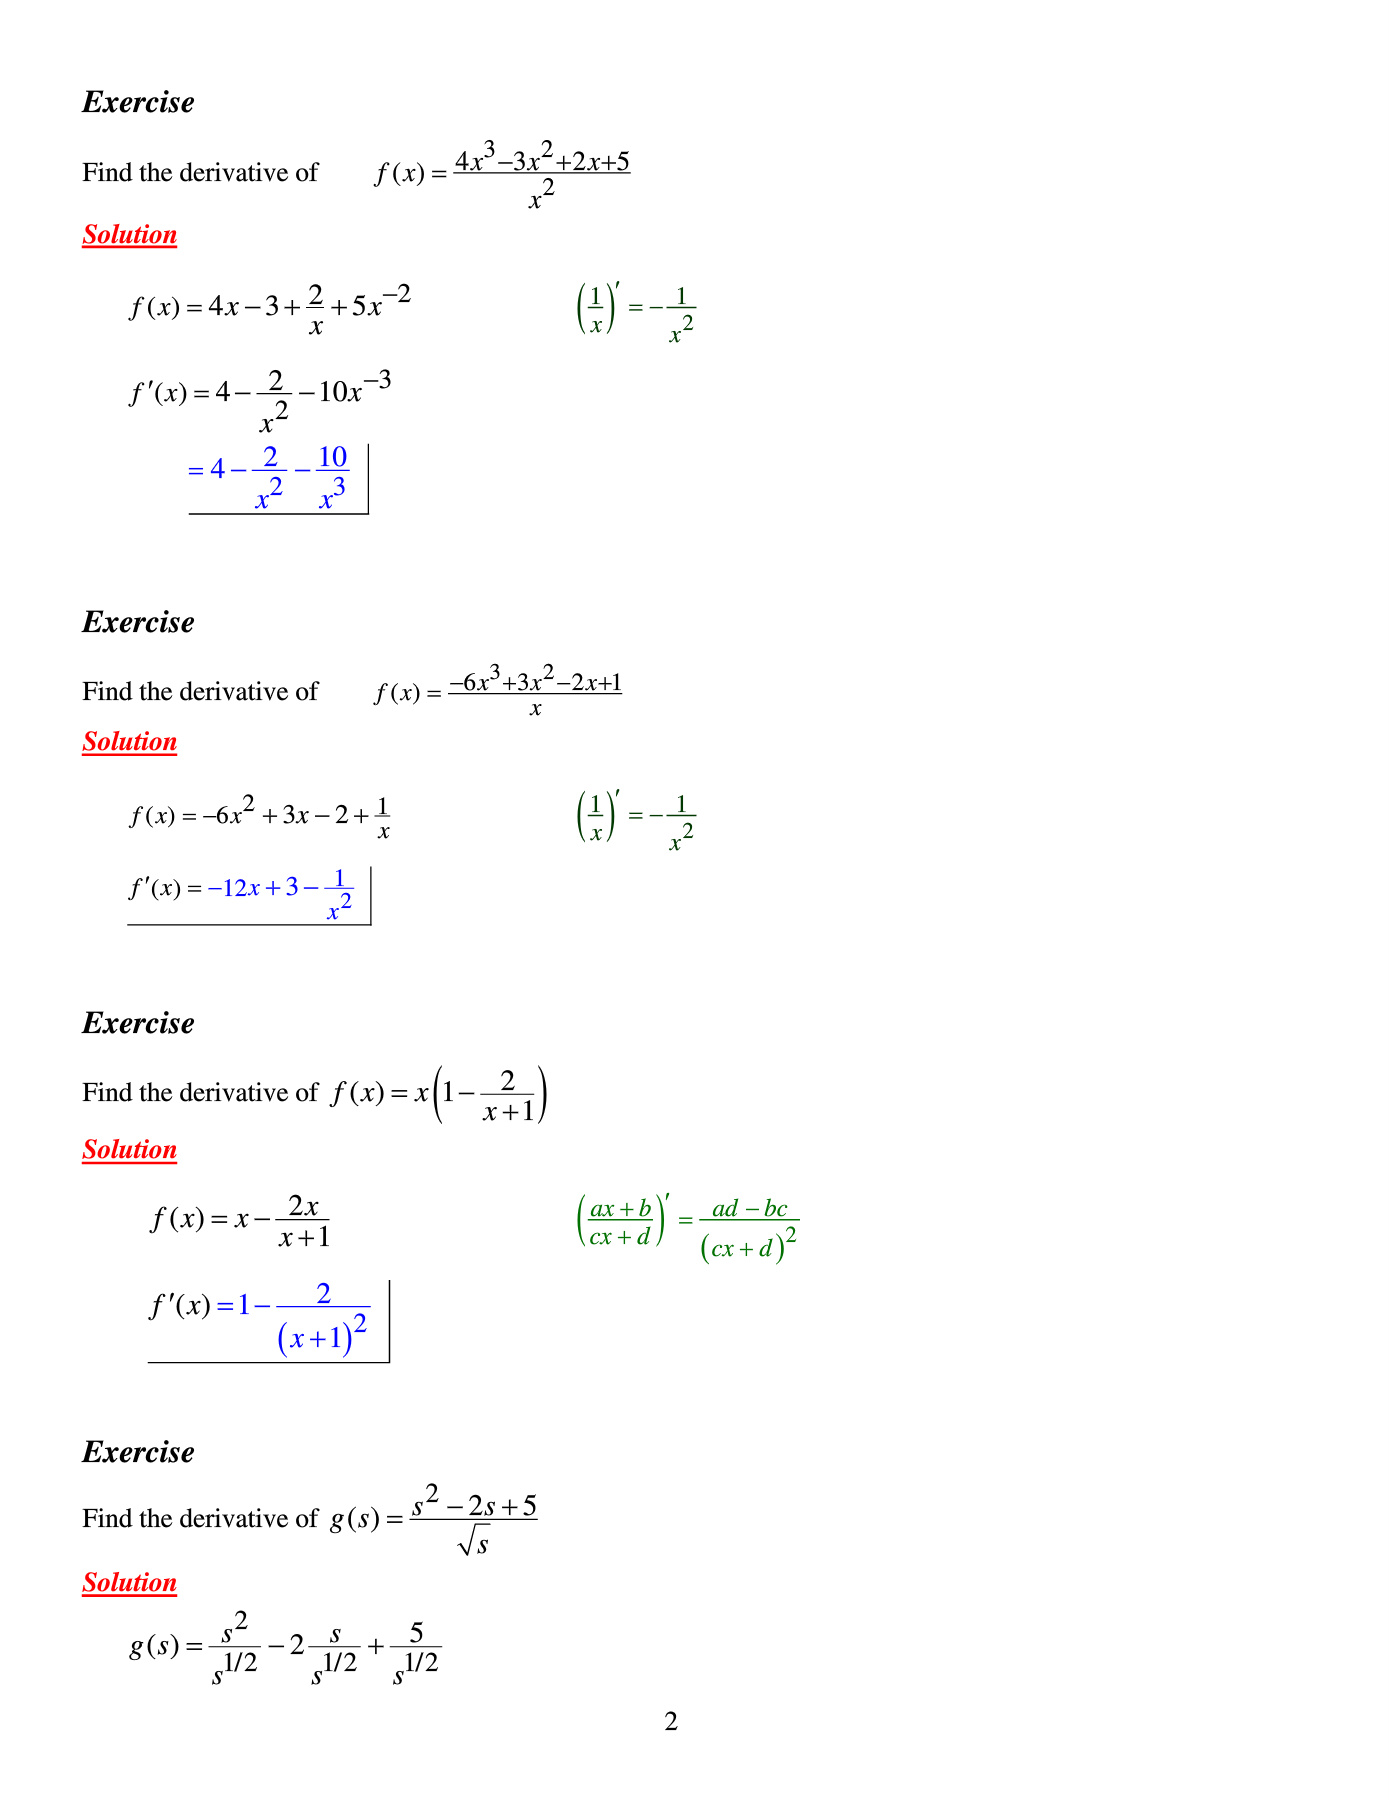 Exercise
Find the derivative of f(x) = \frac{4x^3-3x^2+2x+5}{x^2}
Solution
f(x) = 4x - 3 + \frac{2}{x} + 5x^{-2} \left(\frac{1}{x}\right)' = -\frac{1}{x^2}
f'(x) = 4 - \frac{2}{x^2} - 10x^{-3}
= 4 - \frac{2}{x^2} - \frac{10}{x^3}
Exercise
Find the derivative of f(x) = \frac{-6x^3+3x^2-2x+1}{x}
Solution
f(x) = -6x^2 + 3x - 2 + \frac{1}{x} \left(\frac{1}{x}\right)' = -\frac{1}{x^2}
f'(x) = -12x + 3 - \frac{1}{x^2}
Exercise
Find the derivative of f(x) = x\left(1 - \frac{2}{x+1}\right)
Solution
f(x) = x - \frac{2x}{x+1} \left(\frac{ax+b}{cx+d}\right)' = \frac{ad-bc}{(cx+d)^2}
f'(x) = 1 - \frac{2}{(x+1)^2}
Exercise
Find the derivative of g(s) = \frac{s^2-2s+5}{\sqrt{s}}
Solution
g(s) = \frac{s^2}{s^{1/2}} - 2\frac{s}{s^{1/2}} + \frac{5}{s^{1/2}}
2